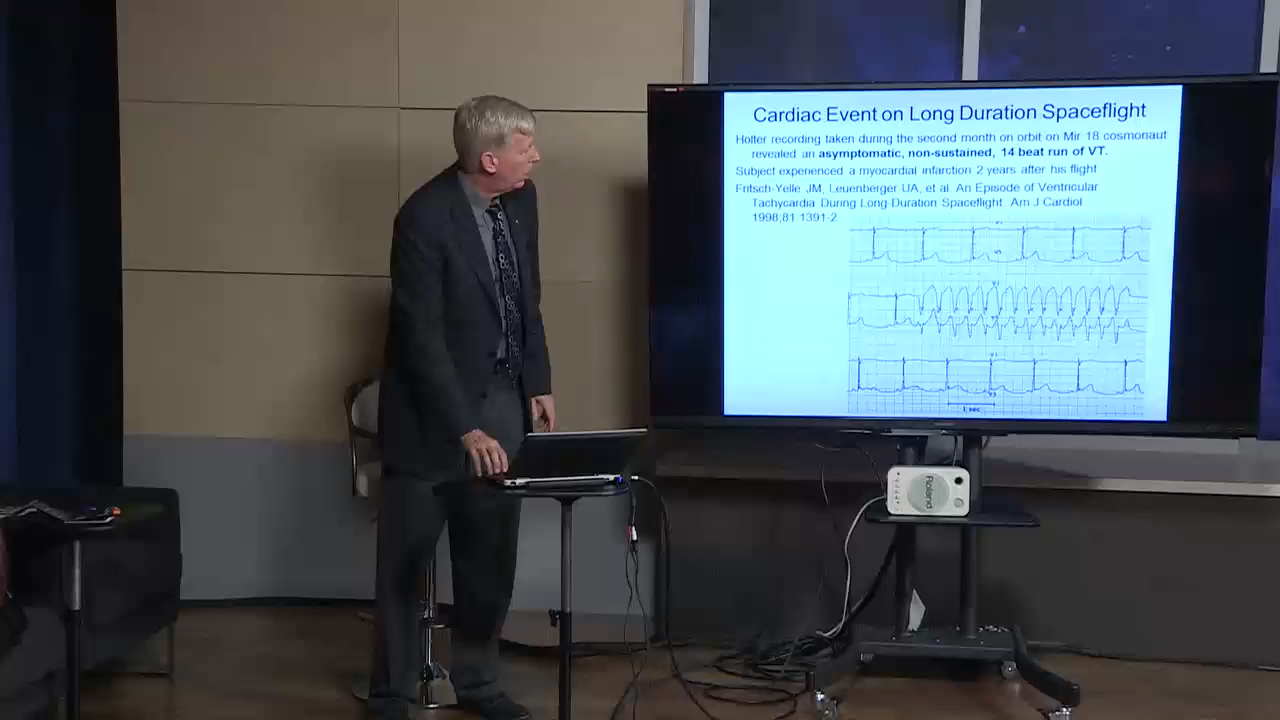 Cardiac Event on Long Duration Spaceflight
Holter recording taken during the second month on orbit on Mir 18 cosmonaut
revealed an asymptomatic, non-sustained, 14 beat run of VT.
Subject experienced a myocardial infarction 2 years after his flight
Fritsch-Yelle JM, Leuenberger UA, et al. An Episode of Ventricular
Tachycardia During Long-Duration Spaceflight. Am J Cardiol
1998;81 1391-2
V5
1 sec
Roland